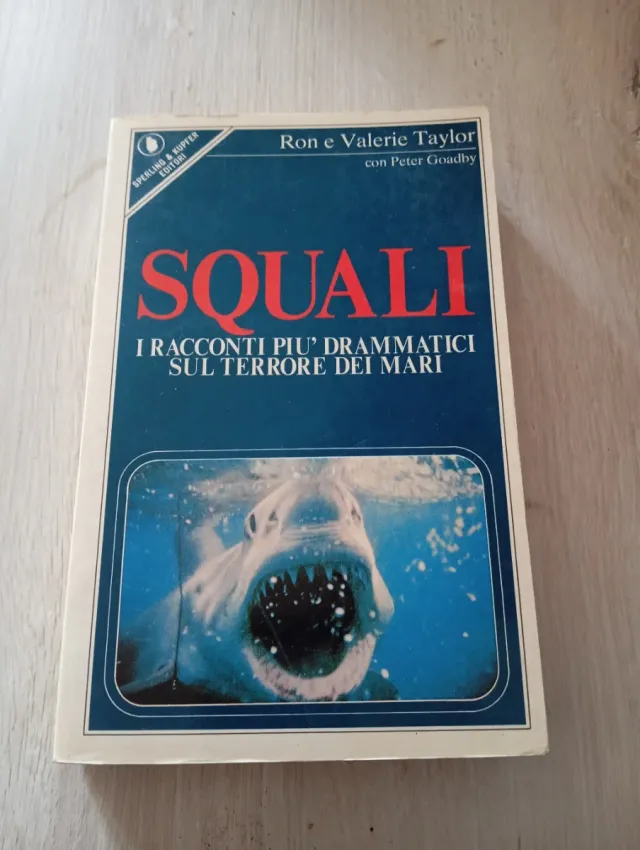 SPERLING & KUPFER
EDITORI
Ron e Valerie Taylor
con Peter Goadby
SQUALI
I RACCONTI PIU' DRAMMATICI
SUL TERRORE DEI MARI